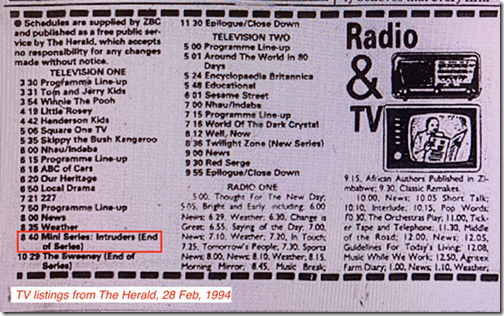 ● Schedules are supplied by ZBC
and published as a free public ser-
vice by The Herald, which accepts
no responsibility for any changes
made without notice.
TELEVISION ONE
3 30 Programme Line-up
3 31 Tom and Jerry Kids
3 54 Winnie The Pooh
4 19 Little Rosey
4 42 Henderson Kids
5 06 Square One TV
5 35 Skippy the Bush Kangaroo
6 00 Nhau/Indaba
6 15 Programme Line-up
6 18 ABC of Cars
6 20 Our Heritage
6 50 Local Drama
7 21 227
7 50 Programme Line-up
8 00 News
8 35 Weather
8 40 Mini Series: Intruders (End
of Series)
10 29 The Sweeney (End of
Series)
11 30 Epilogue/Close Down
TELEVISION TWO
5 00 Programme Line-up
5 01 Around The World in 80
Days
5 24 Encyclopaedia Britannica
5 48 Educational
6 01 Sesame Street
7 00 Nhau/Indaba
7 15 Programme Line-up
7 16 World Of The Dark Crystal
8,12 Well, Now
8 36 Twilight Zone (New Series)
9 00 News
9 30 Red Serge
9 55 Epilogue/Close Down
RADIO ONE
5,00, Thought For The New Day;
5,05, Bright and Early including, 6,00
News; 6,29, Weather; 6,30, Change is
Great; 6,55, Saying of the Day; 7,00,
News; 7,10, Weather; 7,20, In Touch;
7,25, Tomorrow's People; 7,30, Sports
News; 8,00, News; 8,10, Weather, 8,15,
Morning Mirror; 8,45, Music Break;
Radio
&
TV
9,15, African Authors Published in Zi-
mbabwe; 9,30, Classic Remakes.
10,00, News; 10,05 Short Talk;
10,10, Interlude; 10,15, Pop Words;
10,30, The Orchestras Play; 11,00, Tick-
er Tape and Telephone; 11,30, Middle
of the Road; 12,00, News; 12,05,
Guidelines For Today's Living; 12,08,
Music While We Work; 12,50, Agritex
Farm Diary; 1,00, News; 1,10, Weather;
TV listings from The Herald, 28 Feb, 1994